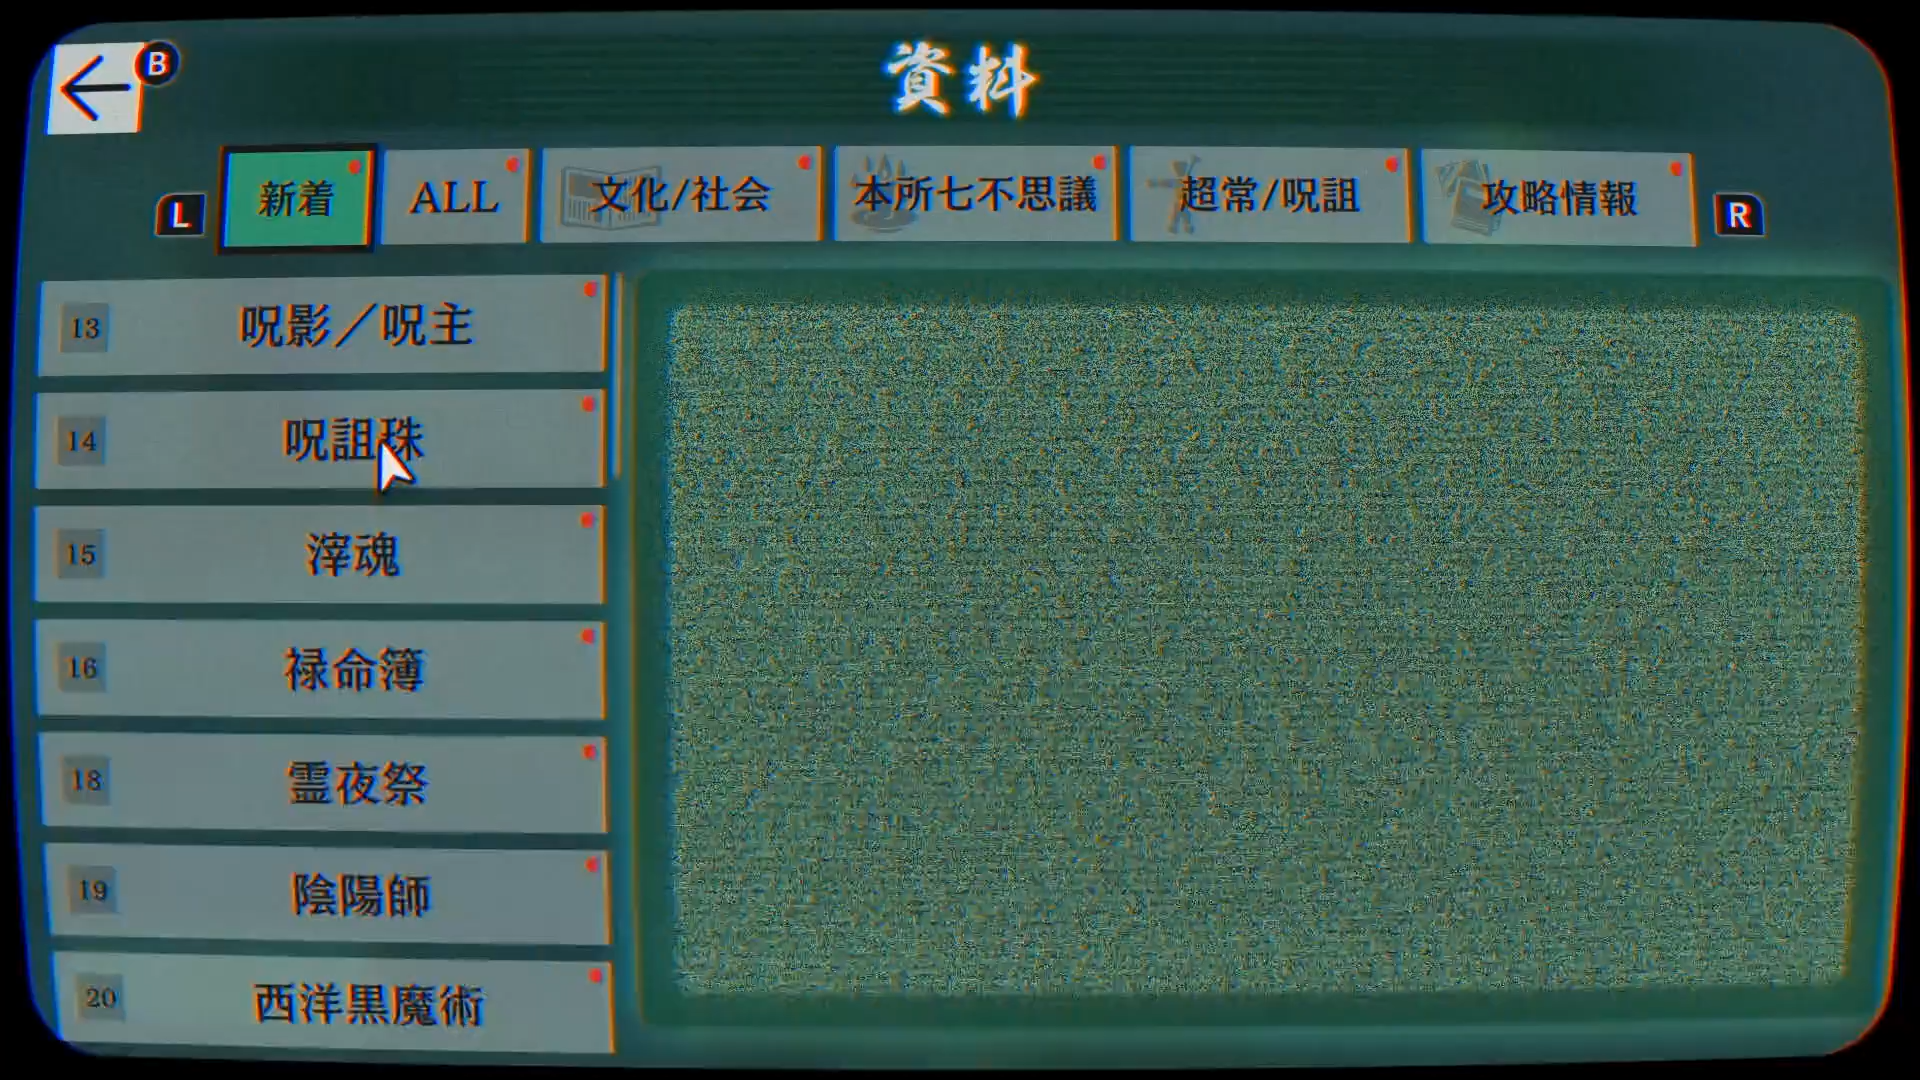 B
資料
L
新着
ALL
文化/社会
本所七不思議
超常/呪詛
攻略情報
R
13 呪影／呪主
14 呪詛珠
15 滓魂
16 禄命簿
18 霊夜祭
19 陰陽師
20 西洋黒魔術